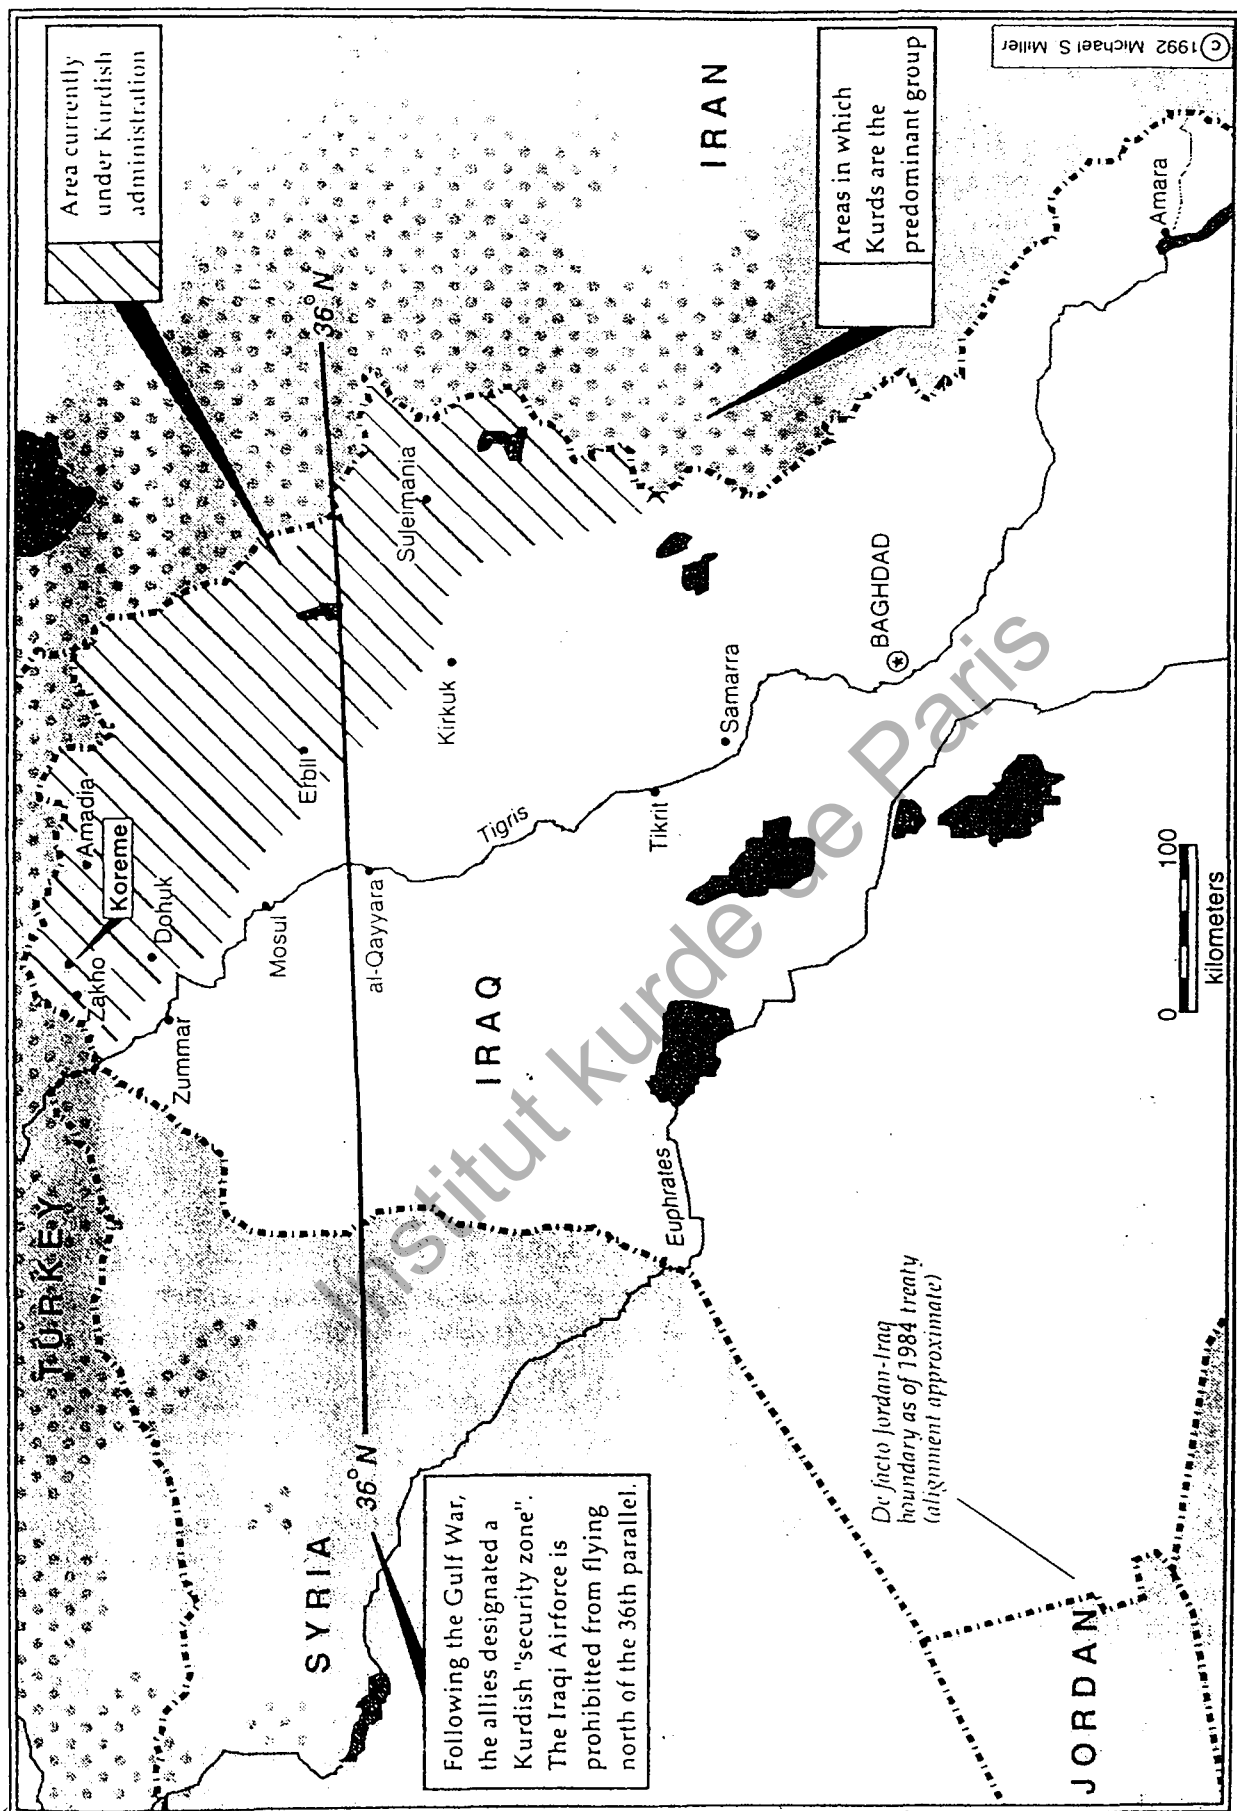 Area currently
under Kurdish
administration
TURKEY
Zakho
Koreme
Amadia
Dohuk
Zummar
Mosul
Erbil
36° N
36° N
SYRIA
al-Qayyara
Kirkuk
Suleimania
IRAN
IRAQ
Tigris
Following the Gulf War,
the allies designated a
Kurdish "security zone".
The Iraqi Airforce is
prohibitted from flying
north of the 36th parallel.
Tikrit
Samarra
Euphrates
Areas in which
Kurds are the
predominant group
BAGHDAD
De facto Jordan-Iraq
boundary as of 1984 treaty
(alignment approximate)
JORDAN
0 100
kilometers
Amara
© 1992 Michael S. Miller
Institut kurde de Paris